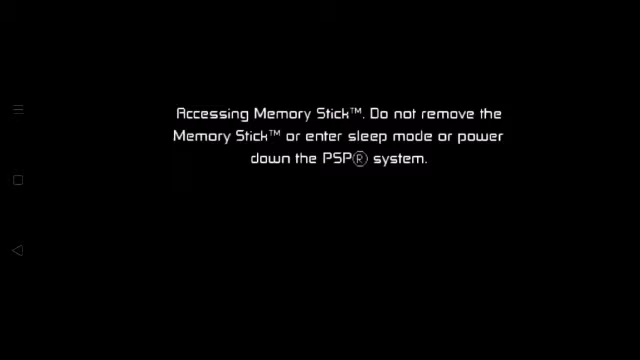 Accessing Memory Stick™. Do not remove the
Memory Stick™ or enter sleep mode or power
down the PSP® system.